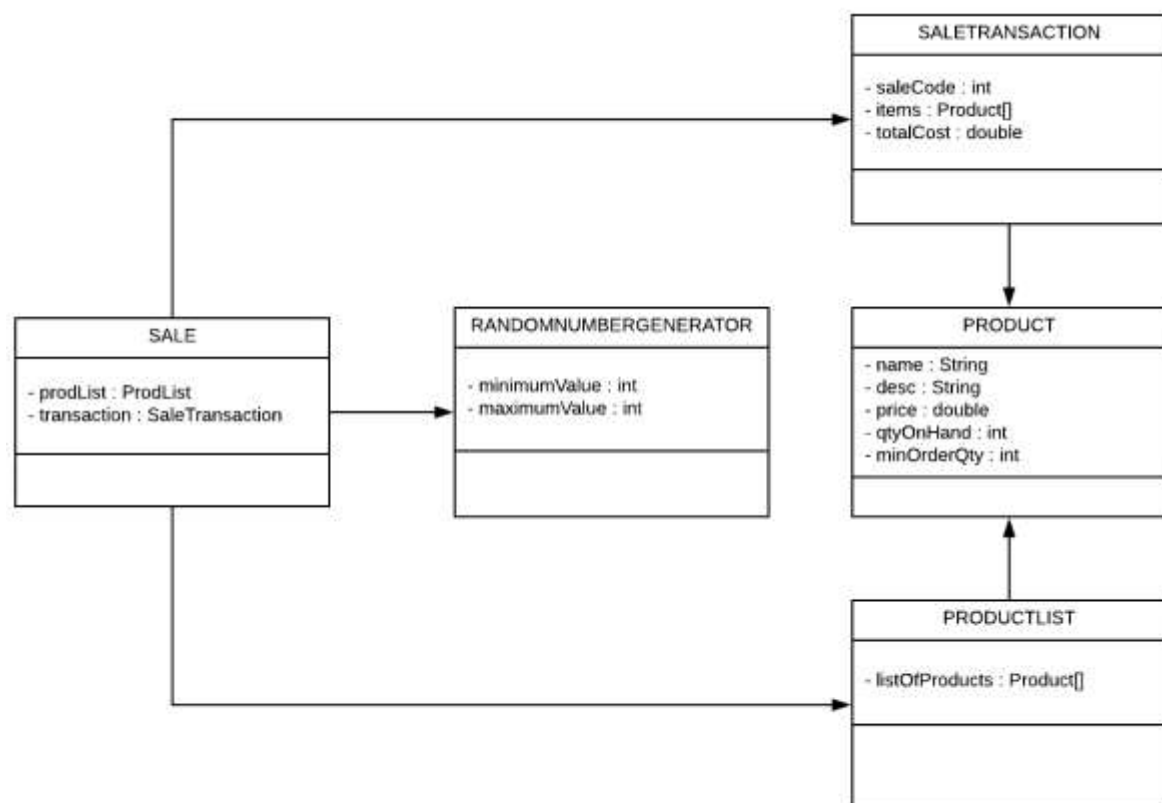 SALETRANSACTION
- saleCode : int
- items : Product[]
- totalCost : double
SALE
- prodList : ProdList
- transaction : SaleTransaction
RANDOMNUMBERGENERATOR
- minimumValue : int
- maximumValue : int
PRODUCT
- name : String
- desc : String
- price : double
- qtyOnHand : int
- minOrderQty : int
PRODUCTLIST
- listOfProducts : Product[]